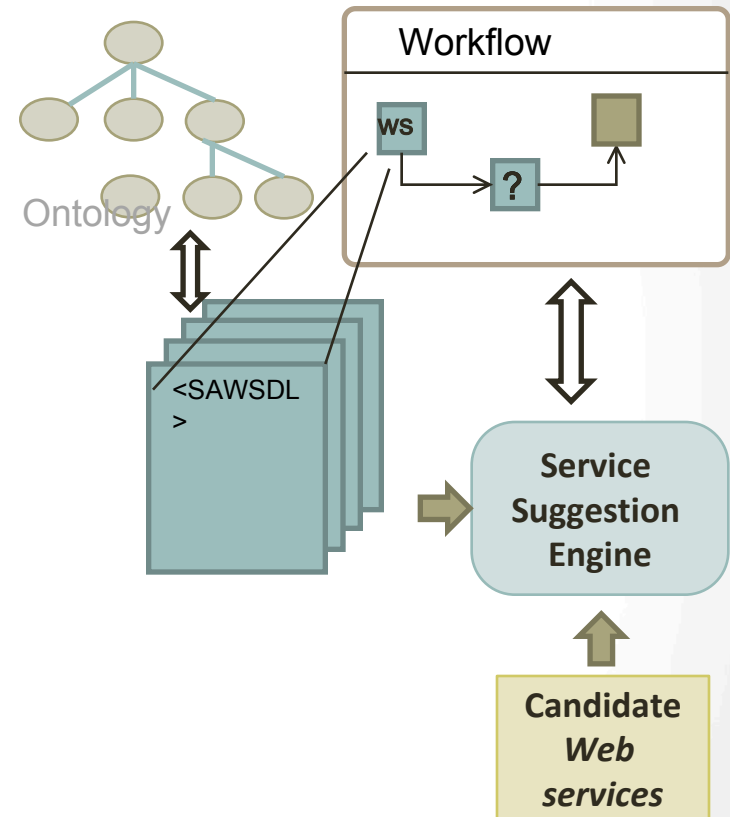 Workflow
WS
?
Ontology
<SAWSDL
>
Service
Suggestion
Engine
Candidate
Web
services